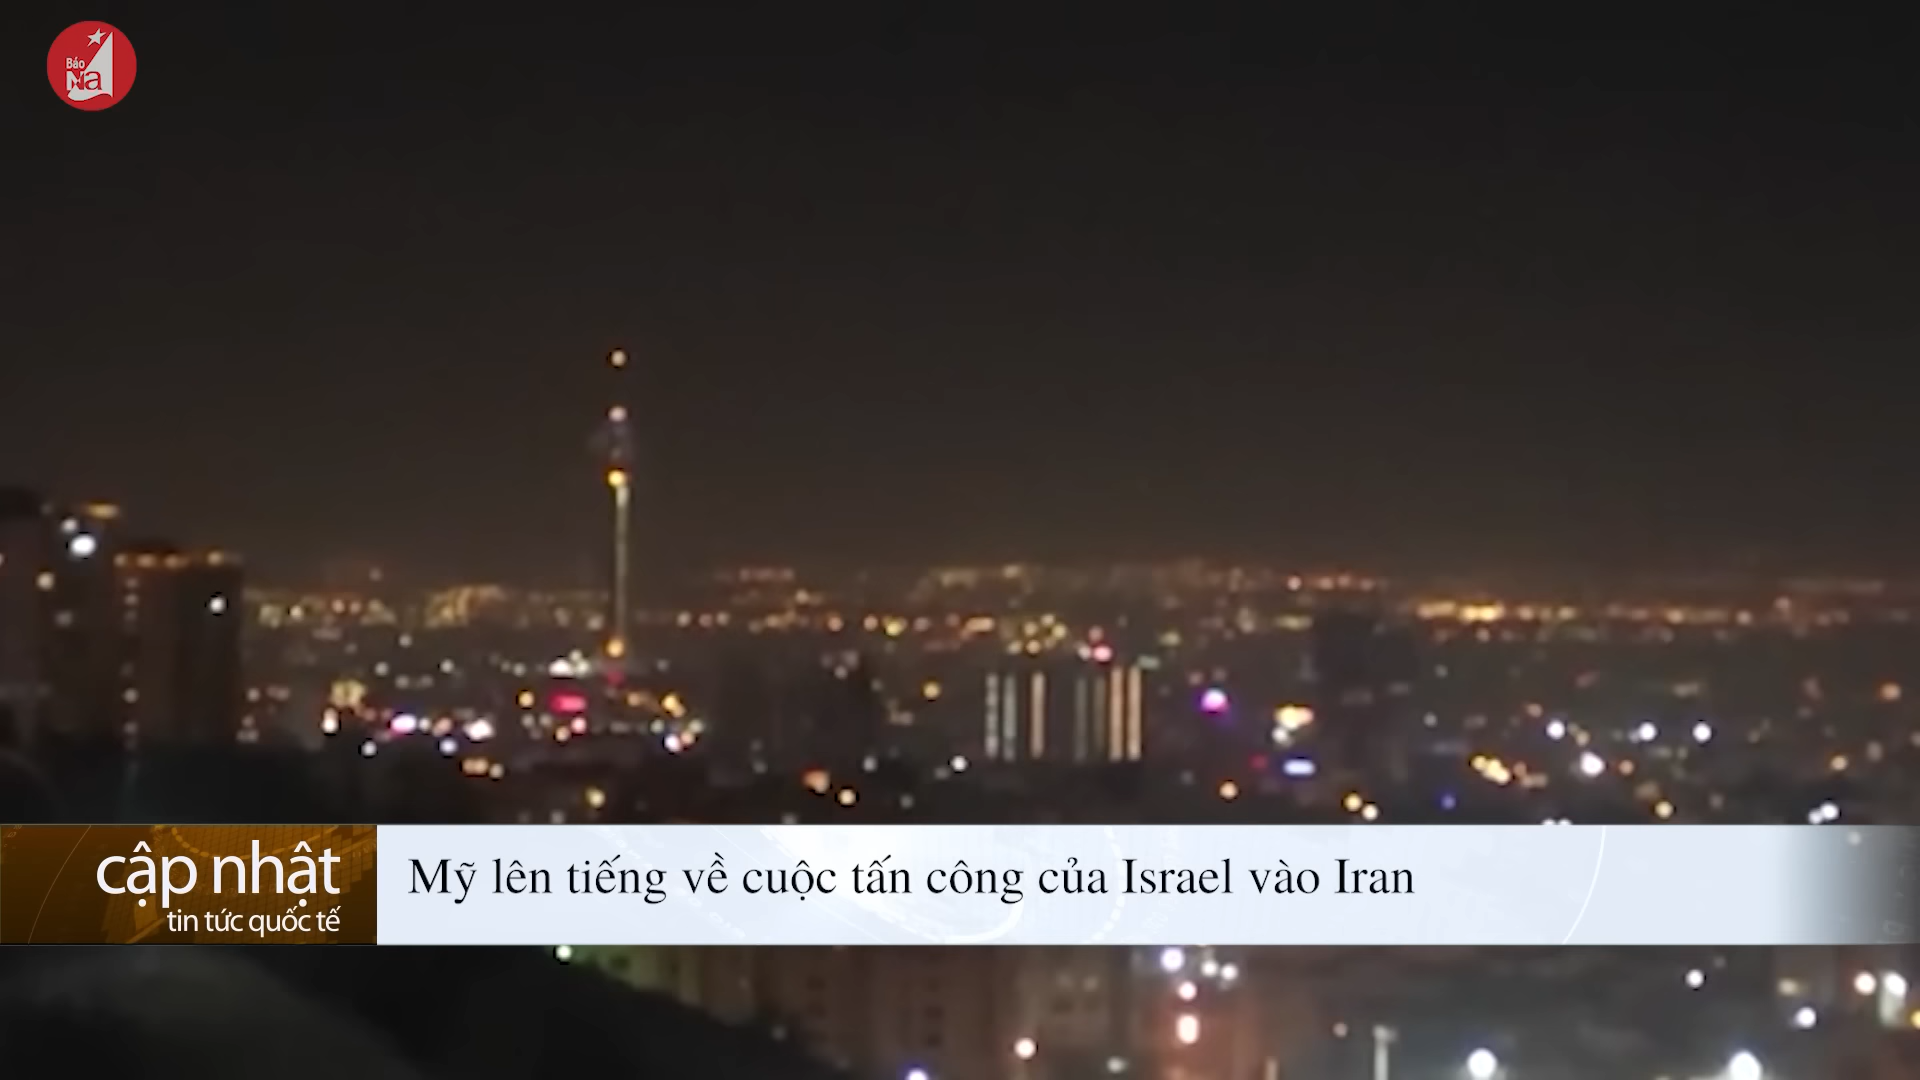 Báo
Na
cập nhật
tin tức quốc tế
Mỹ lên tiếng về cuộc tấn công của Israel vào Iran